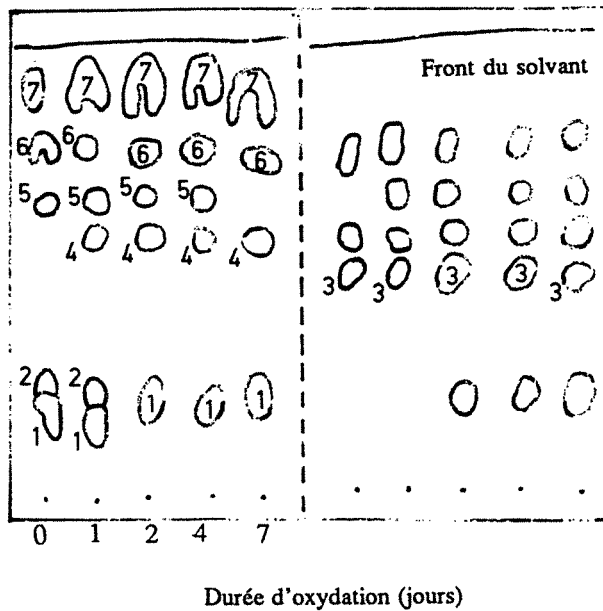 Front du solvant
7 7 7 7 7
6 6 6 6 6
5 5 5 5
4 4 4 4
3 3 3 3 3
2 2
1 1 1 1 1
0 1 2 4 7
Durée d'oxydation (jours)